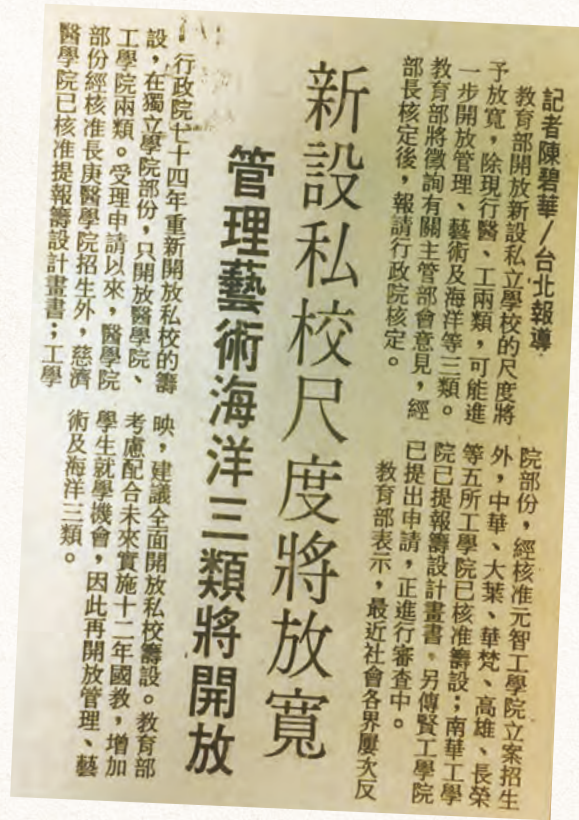 新設私校尺度將放寬
管理藝術海洋三類將開放
記者陳碧華/台北報導
教育部開放新設私立學校的尺度將
予放寬,除現行醫、工兩類,可能進
一步開放管理、藝術及海洋等三類。
教育部將徵詢有關主管部會意見,經
部長核定後,報請行政院核定。
行政院七十四年重新開放私校的籌
設,在獨立學院部份,只開放醫學院、
工學院兩類。受理申請以來,醫學院
部份經核准長庚醫學院招生外,慈濟
醫學院已核准提報籌設計畫書;工學
院部份,經核准元智工學院立案招生
外,中華、大葉、華梵、高雄、長榮
等五所工學院已核准籌設;南華工學
院已提報籌設計畫書。另傳賢工學院
已提出申請,正進行審查中。
教育部表示,最近社會各界屢次反
映,建議全面開放私校籌設。教育部
考慮配合未來實施十二年國教,增加
學生就學機會,因此再開放管理、藝
術及海洋三類。